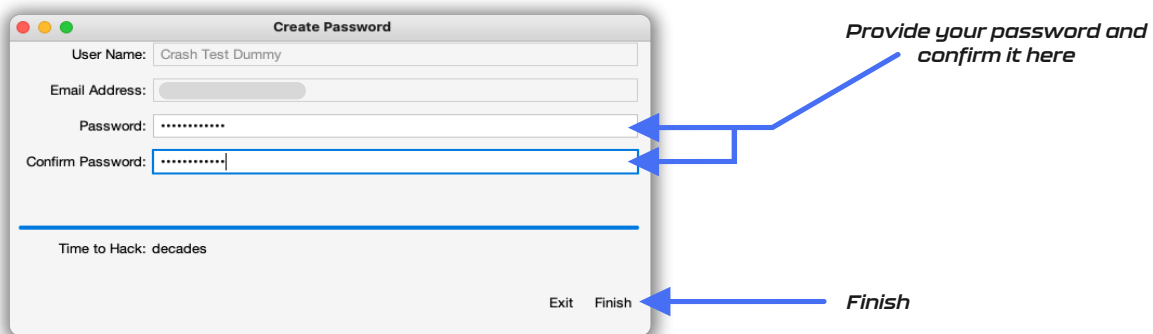 Create Password
User Name: Crash Test Dummy
Email Address:
Password: ••••••••••••
Confirm Password: ••••••••••••
Time to Hack: decades
Exit Finish
Provide your password and
confirm it here
Finish